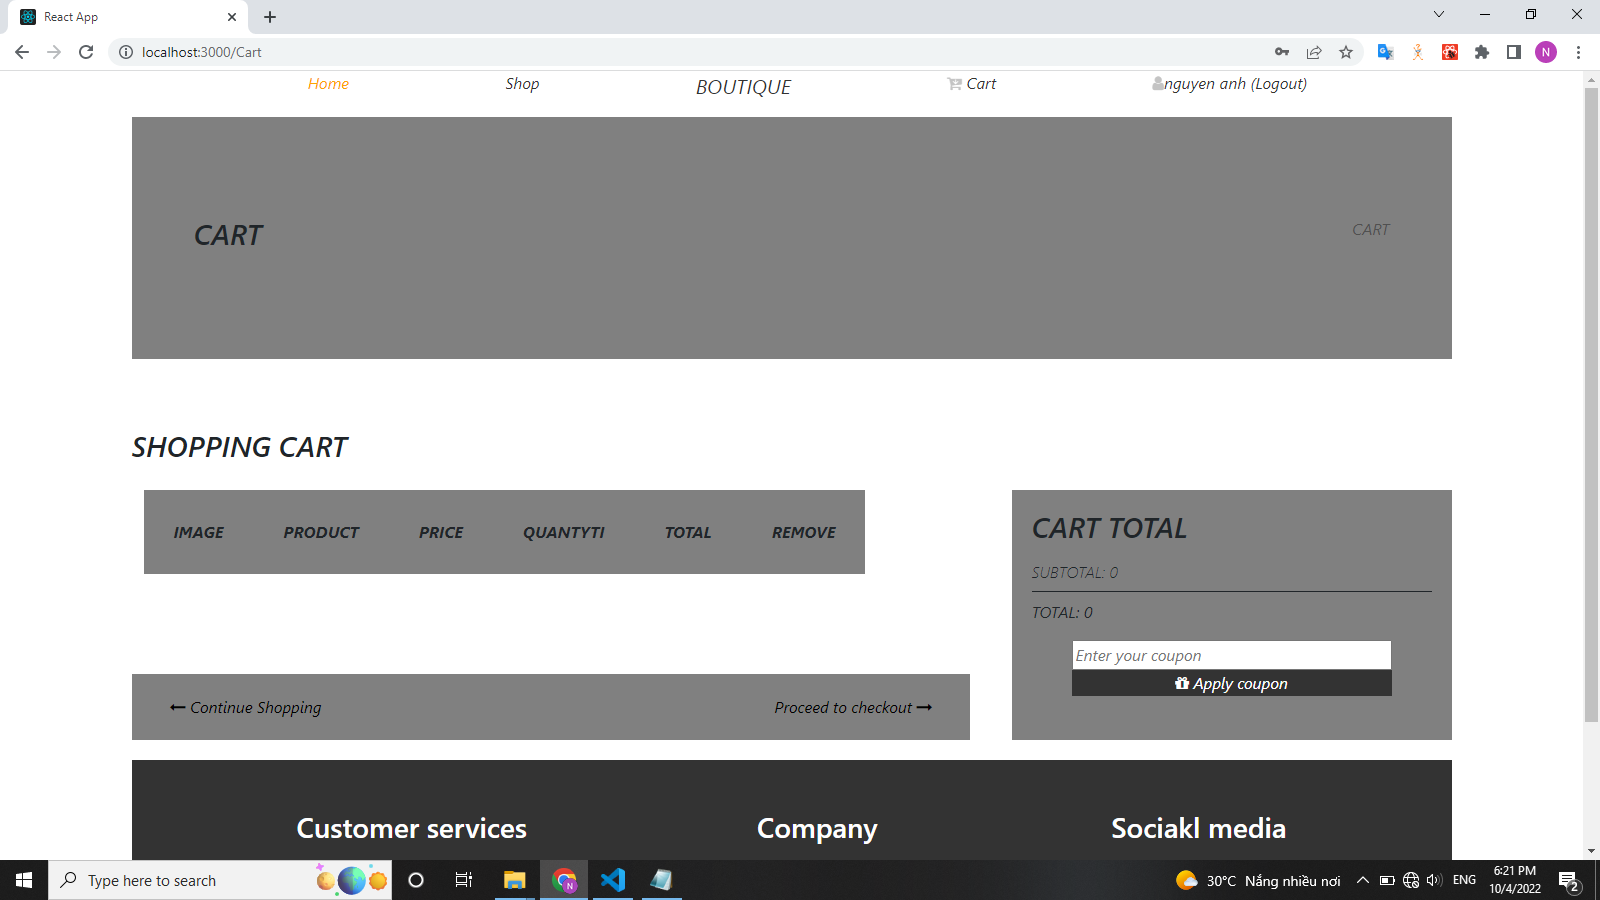 React App
localhost:3000/Cart
N
Home
Shop
BOUTIQUE
Cart
nguyen anh (Logout)
CART
CART
SHOPPING CART
IMAGE PRODUCT PRICE QUANTYTI TOTAL REMOVE
CART TOTAL
SUBTOTAL: 0
TOTAL: 0
Enter your coupon
Apply coupon
Continue Shopping
Proceed to checkout
Customer services
Company
Sociakl media
Type here to search
N
30°C Nắng nhiều nơi
ENG
6:21 PM
10/4/2022
2